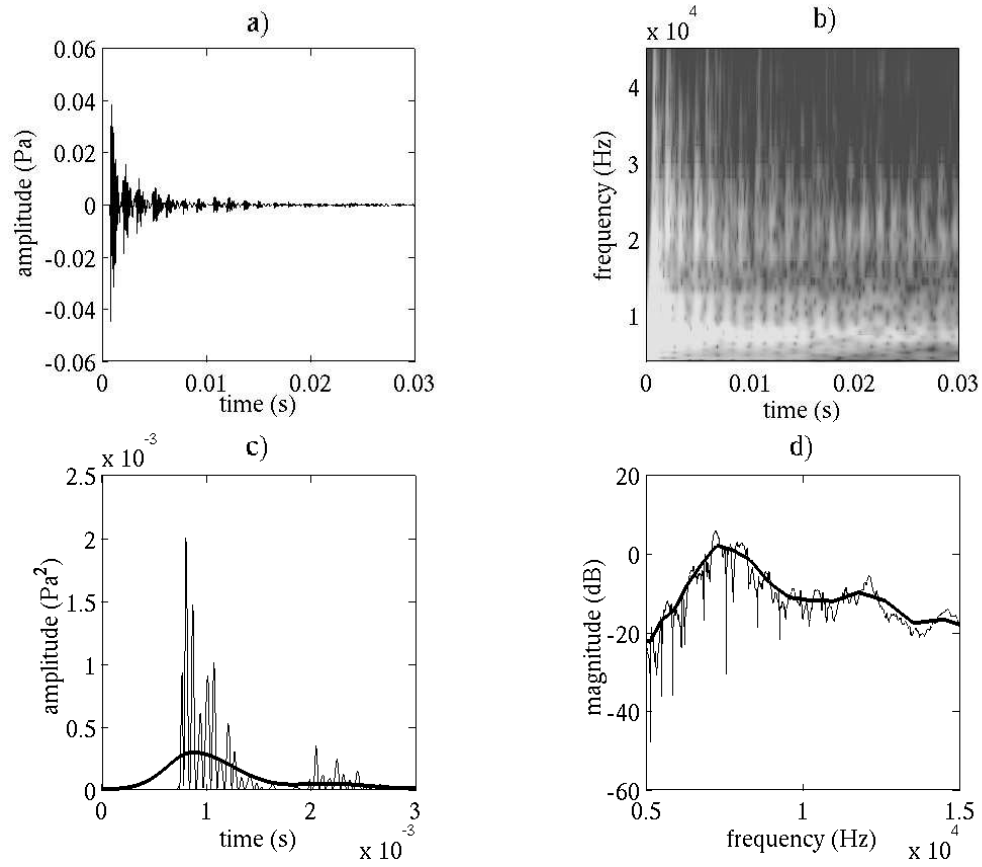 a)
0.06
0.04
0.02
0
-0.02
-0.04
-0.06
amplitude (Pa)
0 0.01 0.02 0.03
time (s)
b)
x 10^4
4
3
2
1
frequency (Hz)
0 0.01 0.02 0.03
time (s)
c)
x 10^-3
2.5
2
1.5
1
0.5
0
amplitude (Pa²)
0 1 2 3
time (s)
x 10^-3
d)
20
0
-20
-40
-60
magnitude (dB)
0.5 1 1.5
frequency (Hz)
x 10^4